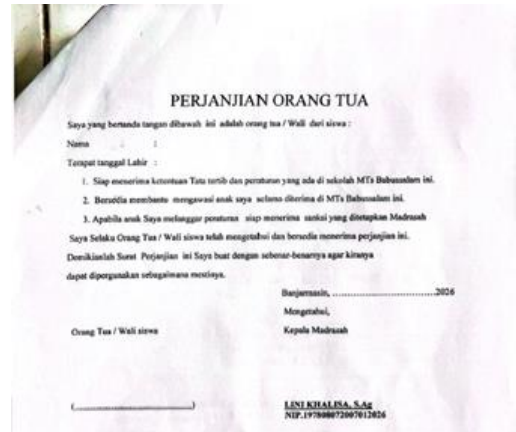 PERJANJIAN ORANG TUA
Saya yang bertanda tangan dibawah ini adalah orang tua / Wali dari siswa :
Nama :
Tempat tanggal Lahir :
1. Siap menerima ketentuan Tata tertib dan peraturan yang ada di sekolah MTs Babussalam ini.
2. Bersedia membantu mengawasi anak saya selama diterima di MTs Babussalam ini.
3. Apabila anak Saya melanggar peraturan siap menerima sanksi yang ditetapkan Madrasah
Saya Selaku Orang Tua / Wali siswa telah mengetahui dan bersedia menerima perjanjian ini.
Demikianlah Surat Perjanjian ini Saya buat dengan sebenar-benarnya agar kiranya
dapat dipergunakan sebagaimana mestinya.
Banjarmasin, ................................2026
Mengetahui,
Orang Tua / Wali siswa Kepala Madrasah
(______________________) LINI KHALISA, S.Ag
NIP.197808072007012026